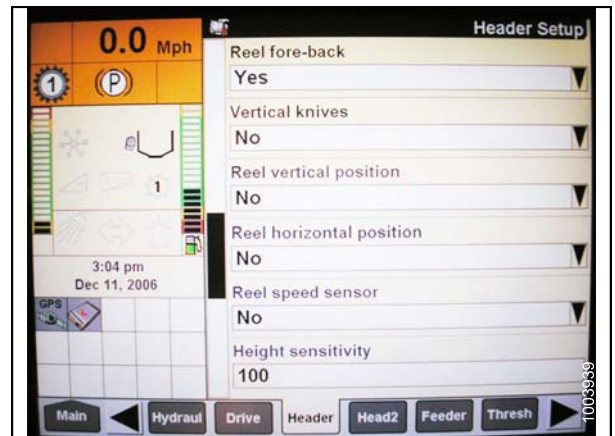 0.0 Mph
Header Setup
Reel fore-back
Yes
1
(P)
Vertical knives
No
Reel vertical position
No
1
Reel horizontal position
No
3:04 pm
Dec 11, 2006
Reel speed sensor
No
GPS
Height sensitivity
100
Main
Hydraul
Drive
Header
Head2
Feeder
Thresh
1003939